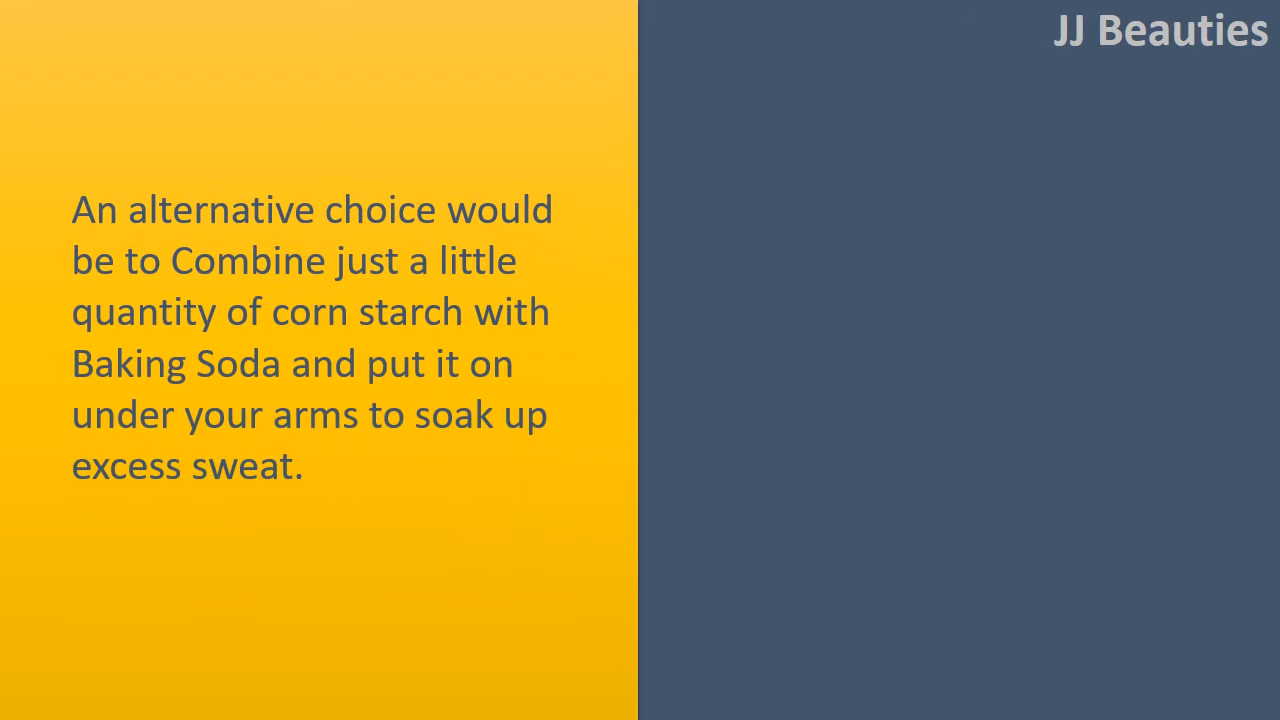 JJ Beauties
An alternative choice would
be to Combine just a little
quantity of corn starch with
Baking Soda and put it on
under your arms to soak up
excess sweat.